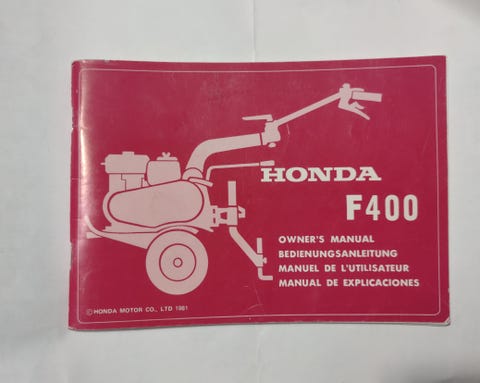 HONDA
F400
OWNER'S MANUAL
BEDIENUNGSANLEITUNG
MANUEL DE L'UTILISATEUR
MANUAL DE EXPLICACIONES
©HONDA MOTOR CO., LTD 1981